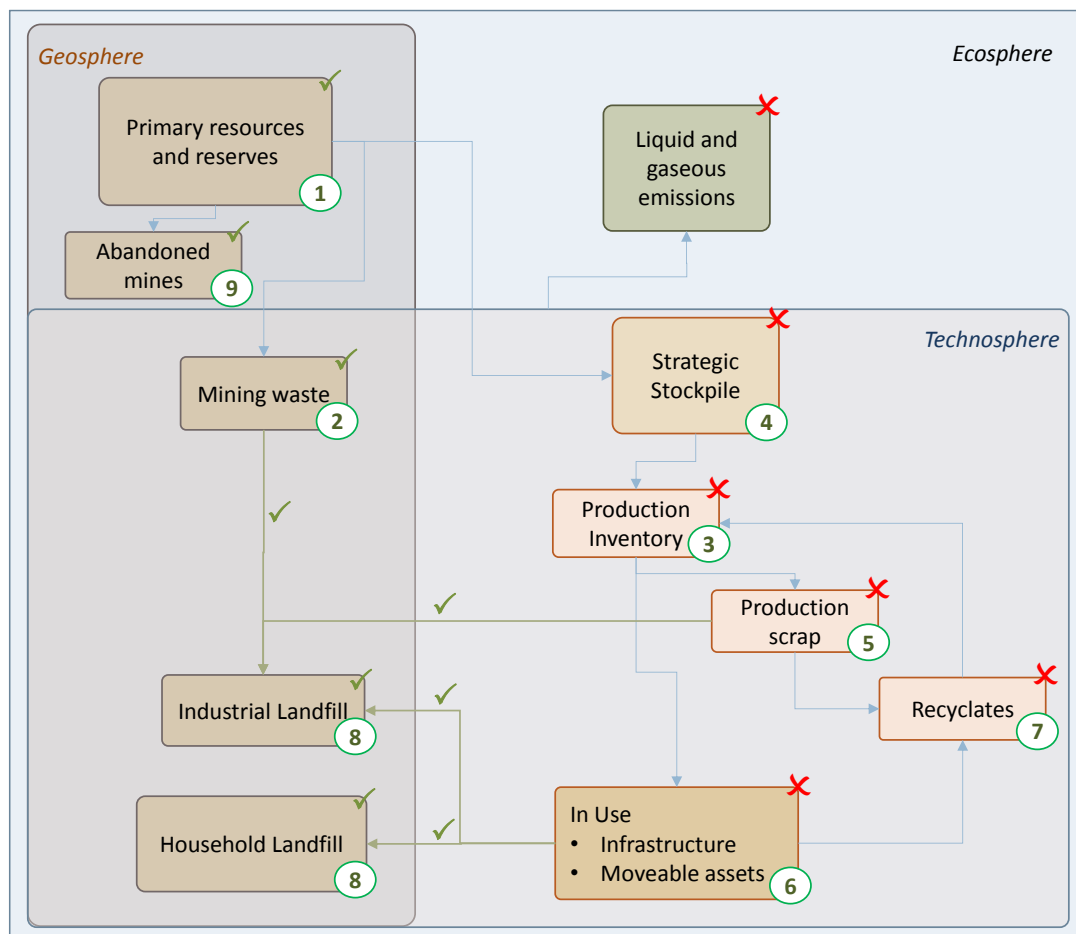 Geosphere
Ecosphere
Primary resources
and reserves
1
Liquid and
gaseous
emissions
Abandoned
mines
9
Technosphere
Strategic
Stockpile
4
Mining waste
2
Production
Inventory
3
Production
scrap
5
Industrial Landfill
8
Recyclates
7
In Use
• Infrastructure
• Moveable assets
6
Household Landfill
8